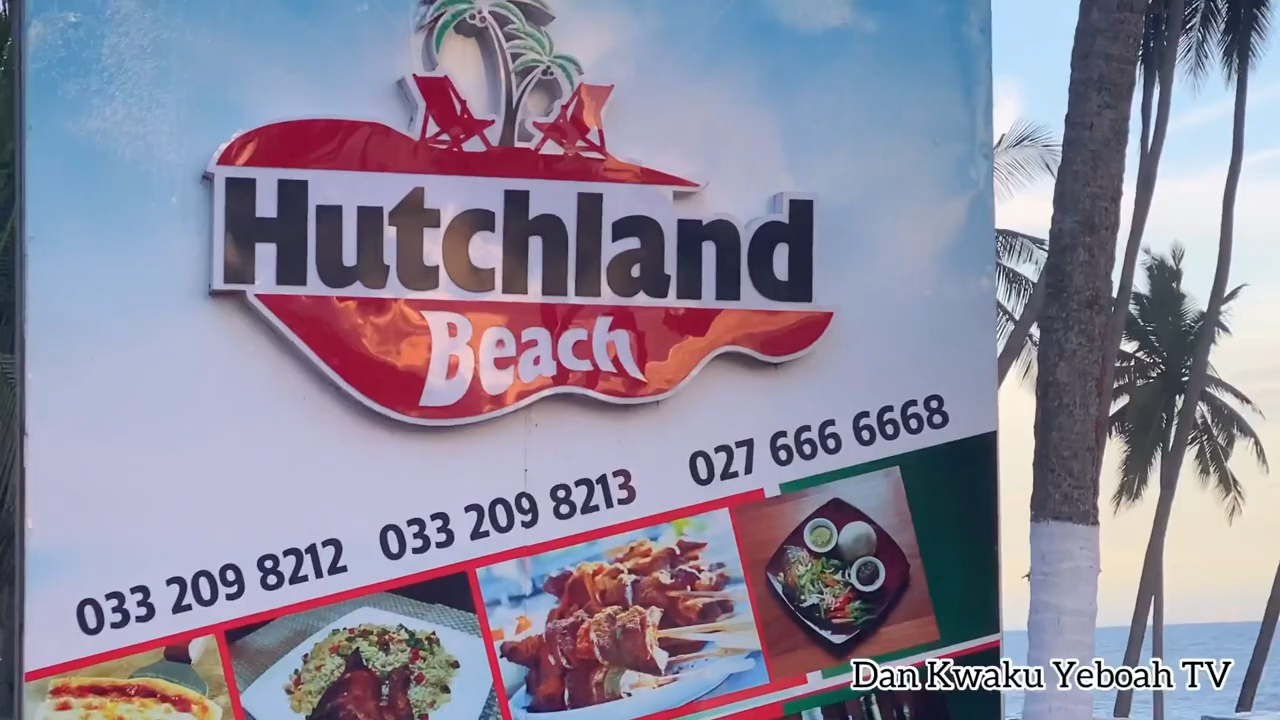 Hutchland
Beach
033 209 8212 033 209 8213 027 666 6668
Dan Kwaku Yeboah TV